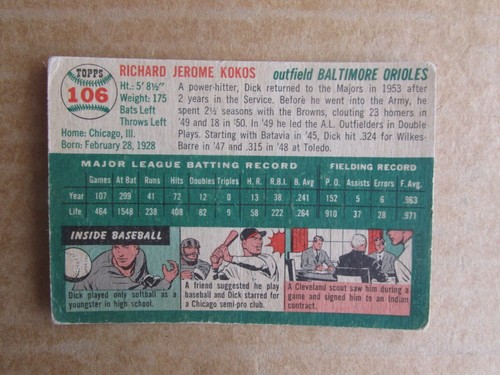 TOPPS
106
RICHARD JEROME KOKOS
outfield BALTIMORE ORIOLES
Ht.: 5' 8½"
Weight: 175
Bats Left
Throws Left
Home: Chicago, Ill.
Born: February 28, 1928
A power-hitter, Dick returned to the Majors in 1953 after
2 years in the Service. Before he went into the Army, he
spent 2½ seasons with the Browns, clouting 23 homers
in '49 and 18 in '50. In '49 he led the A.L. Outfielders in Double
Plays. Starting with Batavia in '45, Dick hit .324 for Wilkes-
Barre in '47 and .315 in '48 at Toledo.
MAJOR LEAGUE BATTING RECORD
FIELDING RECORD
Games At Bat Runs Hits Doubles Triples H. R. R.B.I. B. Avg P.O. Assists Errors F. Avg.
Year 107 299 41 72 12 0 13 38 .241 152 5 6 .963
Life 464 1548 238 408 82 9 58 222 .264 910 37 28 .971
INSIDE BASEBALL
Dick played only softball as a
youngster in high school.
A friend suggested he play
baseball and Dick starred for
a Chicago semi-pro club.
A Cleveland scout saw him during a
game and signed him to an Indian
contract.